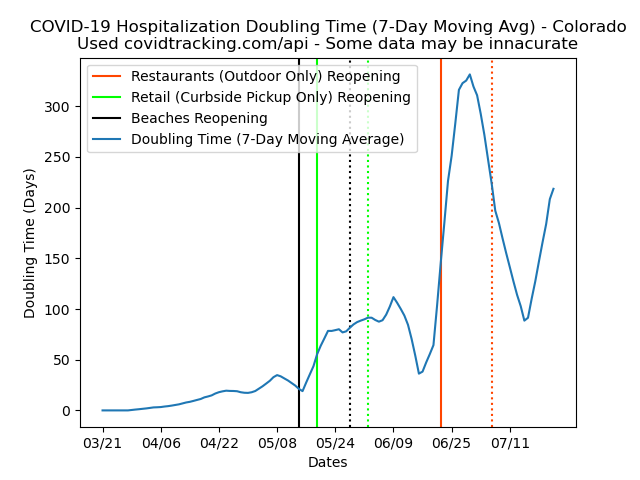 COVID-19 Hospitalization Doubling Time (7-Day Moving Avg) - Colorado
Used covidtracking.com/api - Some data may be innacurate
Restaurants (Outdoor Only) Reopening
Retail (Curbside Pickup Only) Reopening
Beaches Reopening
Doubling Time (7-Day Moving Average)
Doubling Time (Days)
300
250
200
150
100
50
0
03/21 04/06 04/22 05/08 05/24 06/09 06/25 07/11
Dates